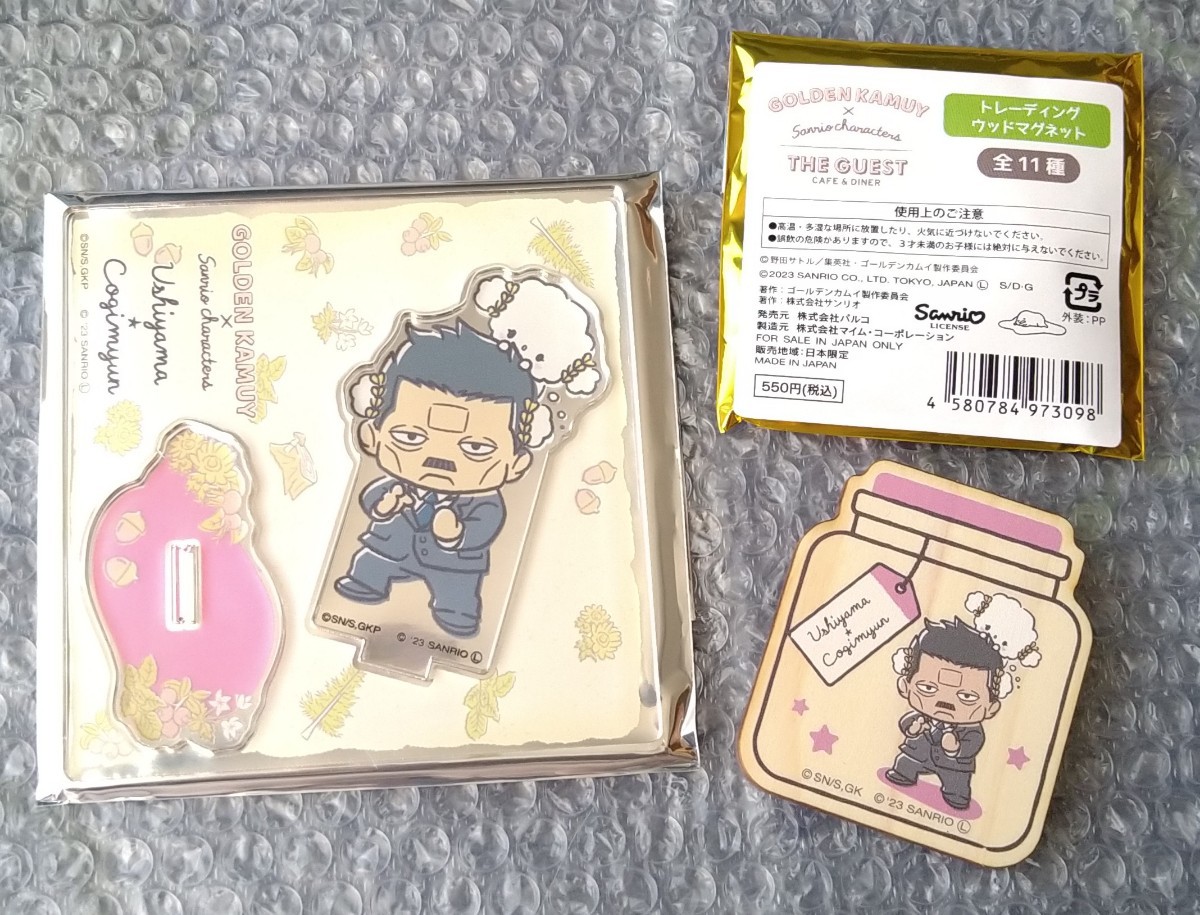 GOLDEN KAMUY
×
Sanrio characters
Ushiyama
★
Cogimyun
©SN/S,GKP © '23 SANRIO Ⓛ
©SN/S,GKP © '23 SANRIO Ⓛ
GOLDEN KAMUY
×
Sanrio characters
THE GUEST
CAFE & DINER
トレーディング
ウッドマグネット
全11種
使用上のご注意
●高温・多湿な場所に放置したり、火気に近づけないでください。
●誤飲の危険がありますので、3才未満のお子様には絶対に与えないでください。
©野田サトル/集英社・ゴールデンカムイ製作委員会
©2023 SANRIO CO., LTD. TOKYO, JAPAN Ⓛ S/D・G
著作:ゴールデンカムイ製作委員会
著作:株式会社サンリオ
発売元 株式会社パルコ
製造元 株式会社マイム・コーポレーション
FOR SALE IN JAPAN ONLY
販売地域:日本限定
MADE IN JAPAN
Sanrio
LICENSE
プラ
外装:PP
550円(税込)
4 580784 973098
Ushiyama
★
Cogimyun
©SN/S,GK © '23 SANRIO Ⓛ